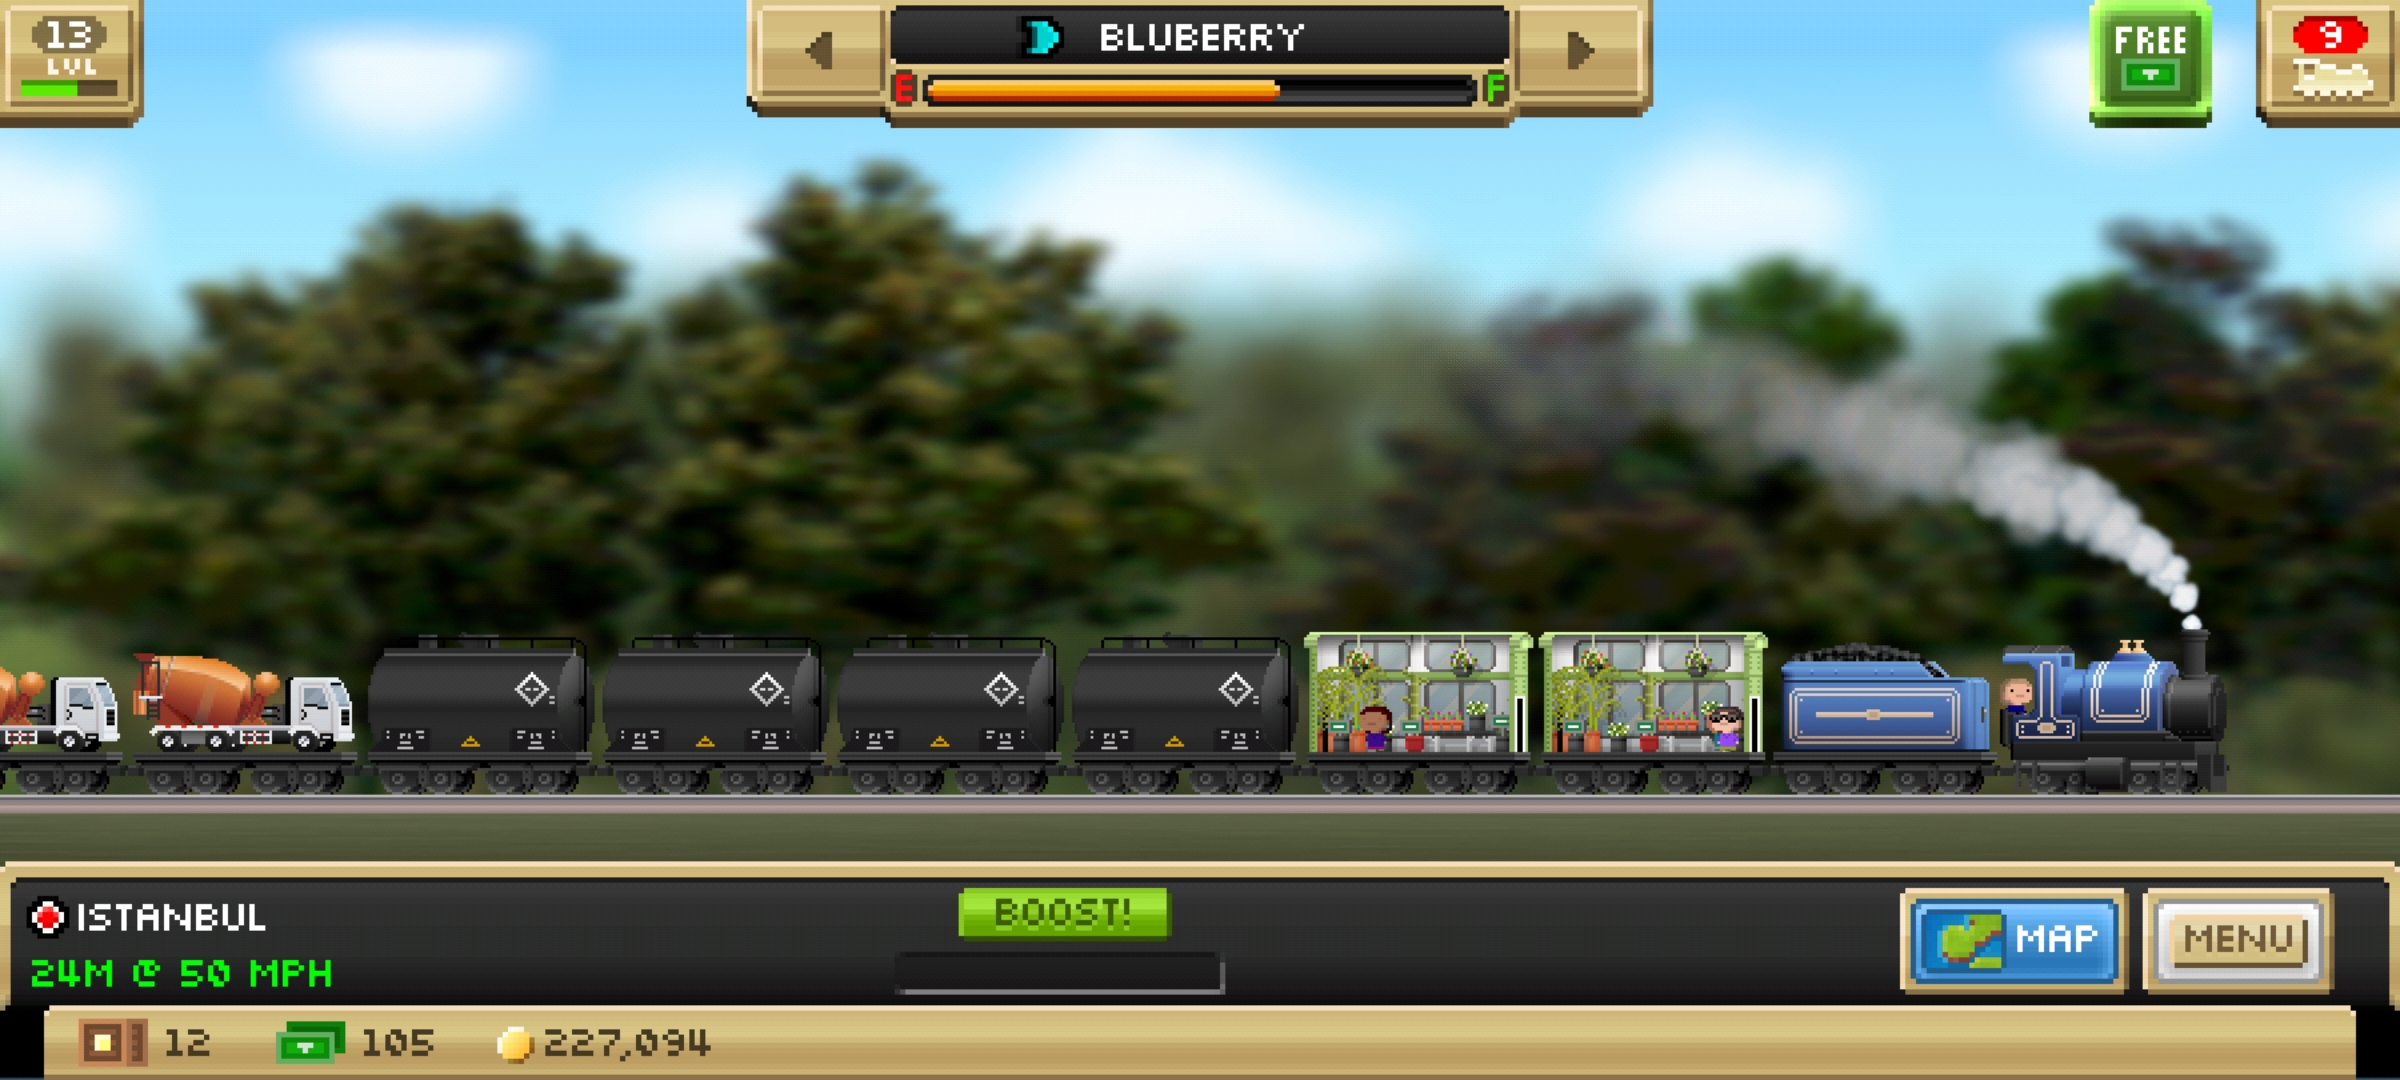 13
LVL
BLUBERRY
E F
FREE
9
ISTANBUL
24M @ 50 MPH
BOOST!
MAP
MENU
12
105
227,094